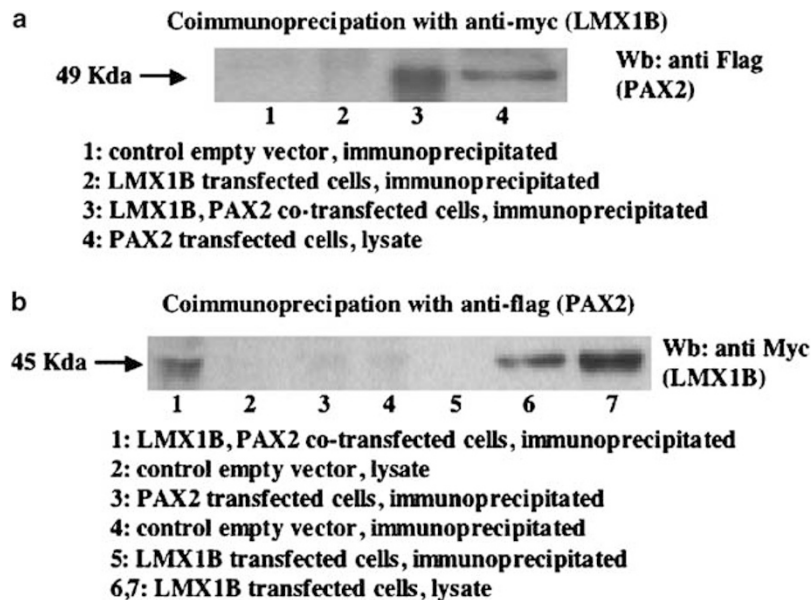 a
Coimmunoprecipation with anti-myc (LMX1B)
49 Kda
Wb: anti Flag
(PAX2)
1 2 3 4
1: control empty vector, immunoprecipitated
2: LMX1B transfected cells, immunoprecipitated
3: LMX1B, PAX2 co-transfected cells, immunoprecipitated
4: PAX2 transfected cells, lysate
b
Coimmunoprecipation with anti-flag (PAX2)
45 Kda
Wb: anti Myc
(LMX1B)
1 2 3 4 5 6 7
1: LMX1B, PAX2 co-transfected cells, immunoprecipitated
2: control empty vector, lysate
3: PAX2 transfected cells, immunoprecipitated
4: control empty vector, immunoprecipitated
5: LMX1B transfected cells, immunoprecipitated
6,7: LMX1B transfected cells, lysate